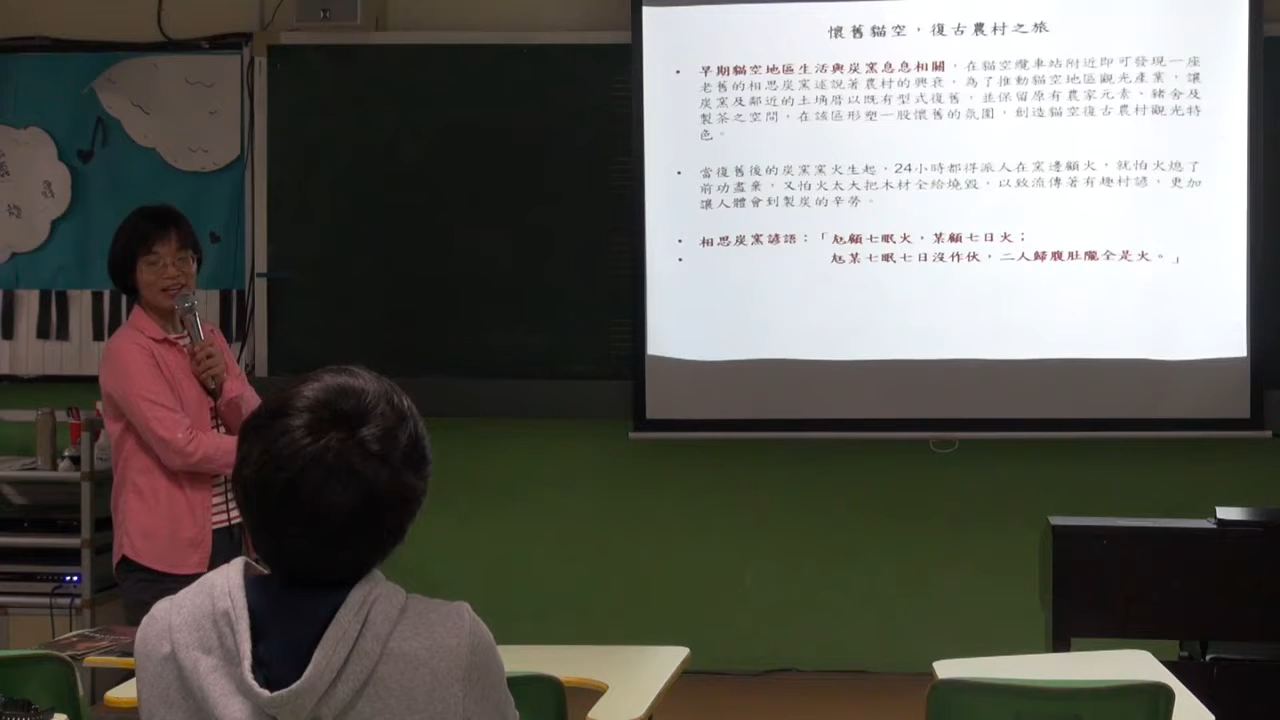 懷舊貓空，復古農村之旅
• 早期貓空地區生活與炭窯息息相關，在貓空纜車站附近即可發現一座
老舊的相思炭窯述說著農村的興衰。為了推動貓空地區觀光產業，讓
炭窯及鄰近的土埆厝以既有型式復舊，並保留原有農家元素、豬舍及
製茶之空間，在該區形塑一股懷舊的氛圍，創造貓空復古農村觀光特
色。
• 當復舊後的炭窯窯火生起，24小時都得派人在窯邊顧火，就怕火熄了
前功盡棄，又怕火太大把木材全給燒毀，以致流傳著有趣村諺，更加
讓人體會到製炭的辛勞。
• 相思炭窯諺語：「尪顧七眠火，某顧七日火；
• 尪某七眠七日沒作伙，二人歸腹肚攏全是火。」